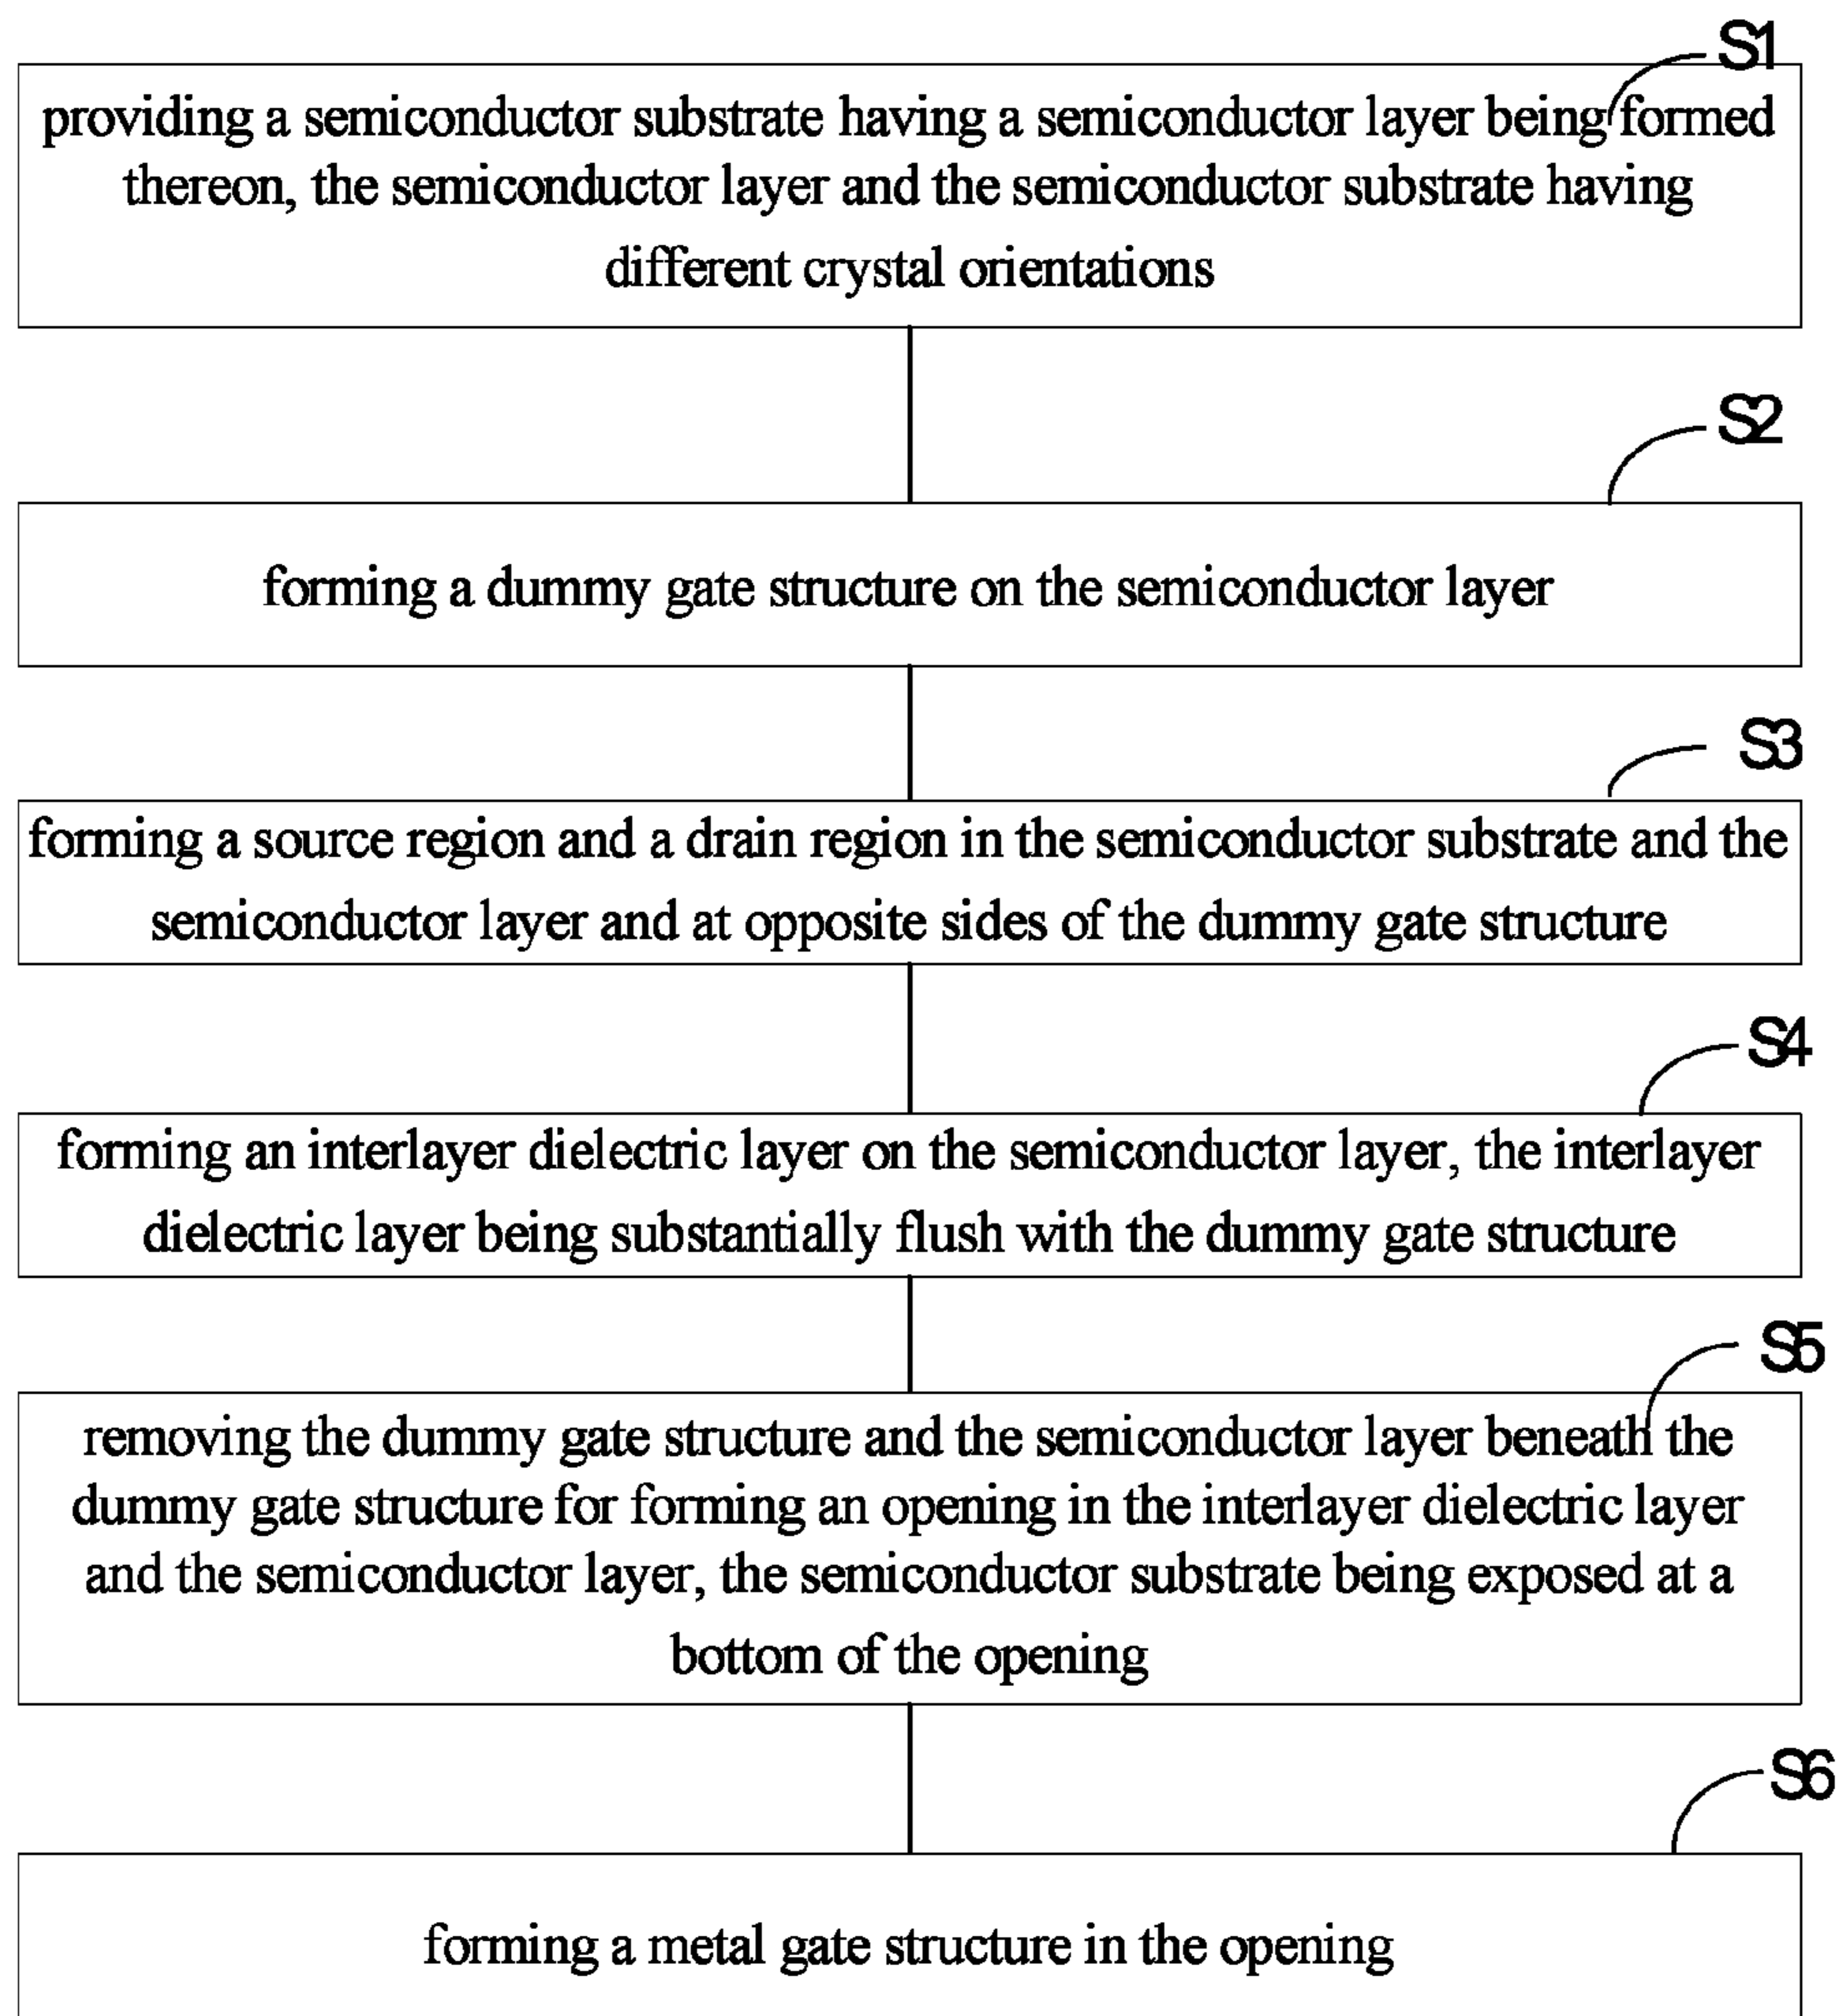 S1
providing a semiconductor substrate having a semiconductor layer being formed
thereon, the semiconductor layer and the semiconductor substrate having
different crystal orientations
S2
forming a dummy gate structure on the semiconductor layer
S3
forming a source region and a drain region in the semiconductor substrate and the
semiconductor layer and at opposite sides of the dummy gate structure
S4
forming an interlayer dielectric layer on the semiconductor layer, the interlayer
dielectric layer being substantially flush with the dummy gate structure
S5
removing the dummy gate structure and the semiconductor layer beneath the
dummy gate structure for forming an opening in the interlayer dielectric layer
and the semiconductor layer, the semiconductor substrate being exposed at a
bottom of the opening
S6
forming a metal gate structure in the opening